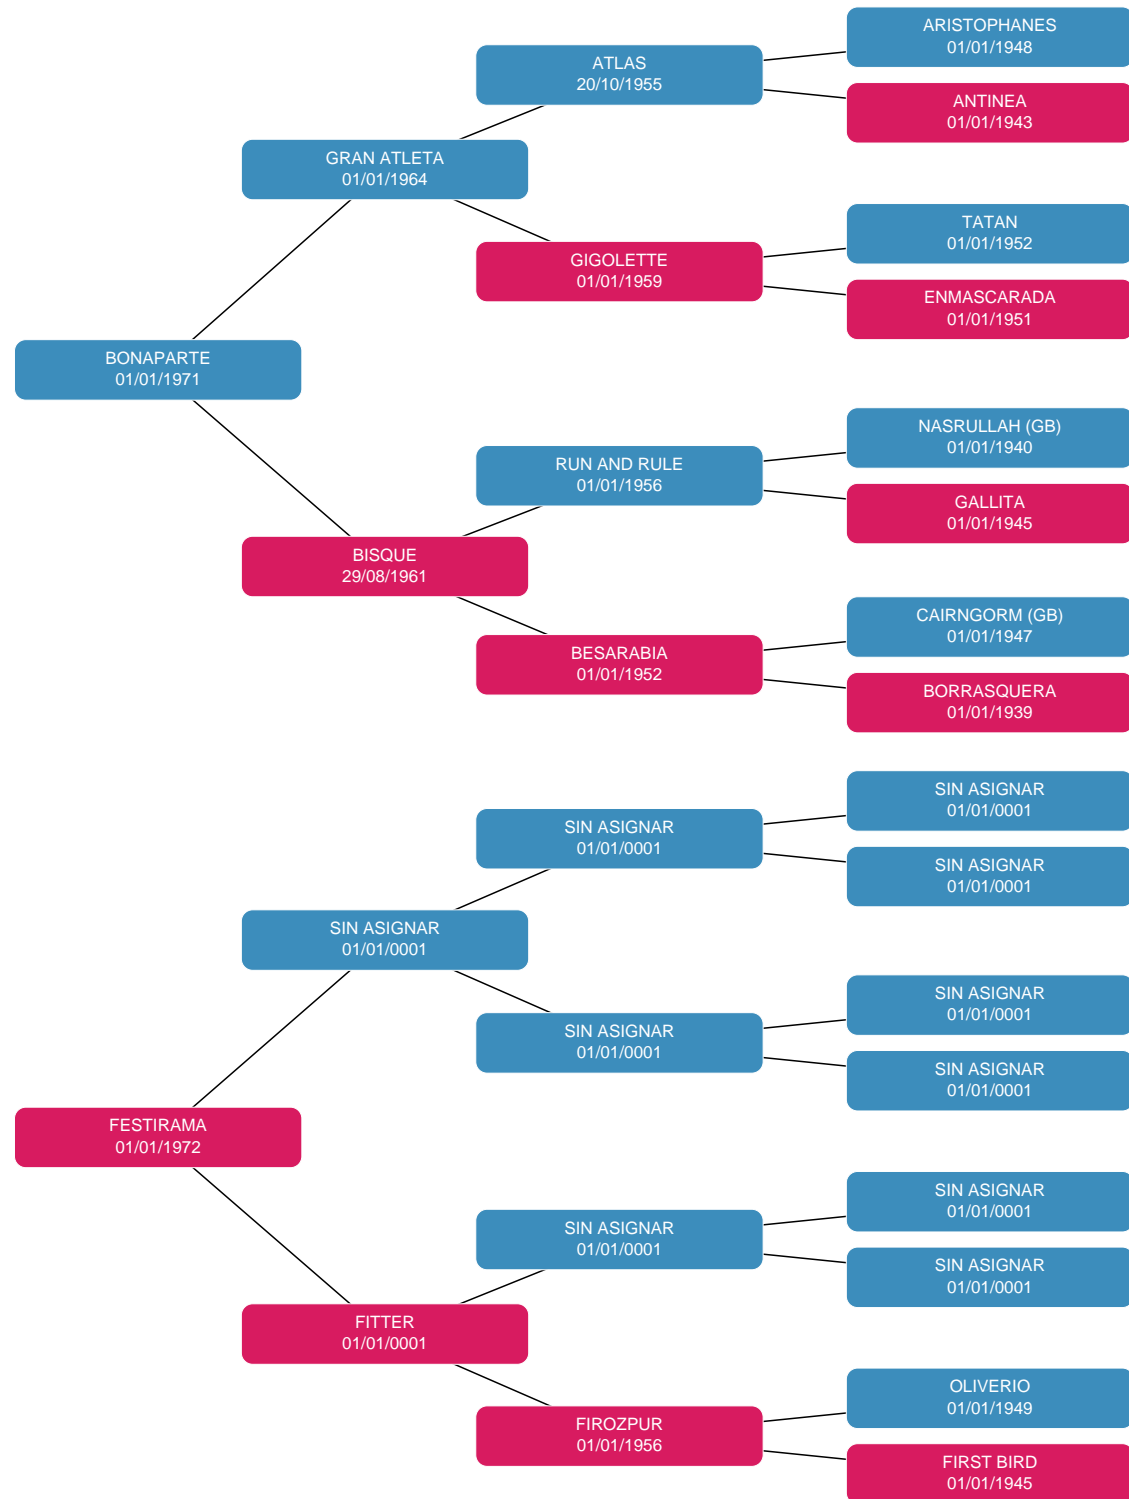 ARISTOPHANES
01/01/1948
ATLAS
20/10/1955
ANTINEA
01/01/1943
GRAN ATLETA
01/01/1964
TATAN
01/01/1952
GIGOLETTE
01/01/1959
ENMASCARADA
01/01/1951
BONAPARTE
01/01/1971
NASRULLAH (GB)
01/01/1940
RUN AND RULE
01/01/1956
GALLITA
01/01/1945
BISQUE
29/08/1961
CAIRNGORM (GB)
01/01/1947
BESARABIA
01/01/1952
BORRASQUERA
01/01/1939
SIN ASIGNAR
01/01/0001
SIN ASIGNAR
01/01/0001
SIN ASIGNAR
01/01/0001
SIN ASIGNAR
01/01/0001
SIN ASIGNAR
01/01/0001
SIN ASIGNAR
01/01/0001
SIN ASIGNAR
01/01/0001
FESTIRAMA
01/01/1972
SIN ASIGNAR
01/01/0001
SIN ASIGNAR
01/01/0001
SIN ASIGNAR
01/01/0001
FITTER
01/01/0001
OLIVERIO
01/01/1949
FIROZPUR
01/01/1956
FIRST BIRD
01/01/1945